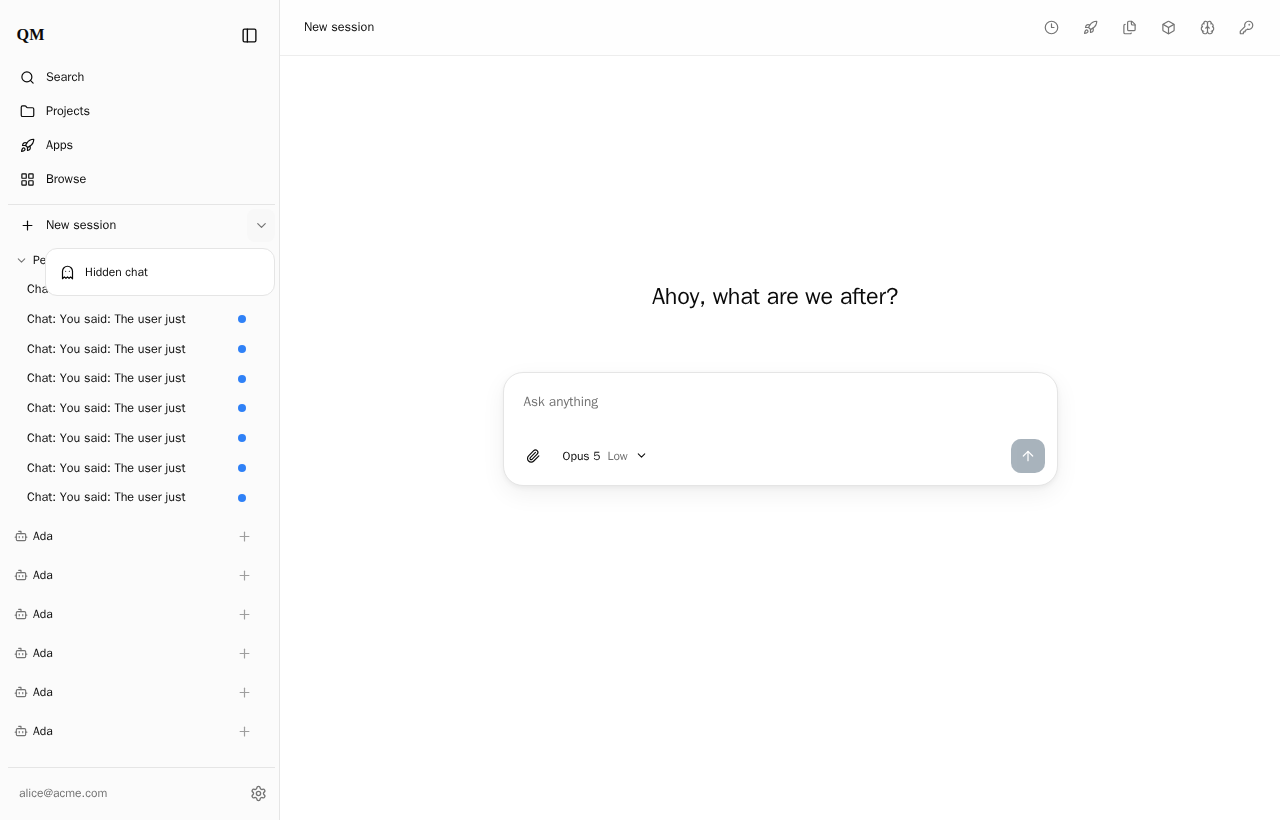 QM
Search
Projects
Apps
Browse
New session
Hidden chat
Chat: You said: The user just
Chat: You said: The user just
Chat: You said: The user just
Chat: You said: The user just
Chat: You said: The user just
Chat: You said: The user just
Chat: You said: The user just
Ada
Ada
Ada
Ada
Ada
Ada
alice@acme.com
New session
Ahoy, what are we after?
Ask anything
Opus 5 Low